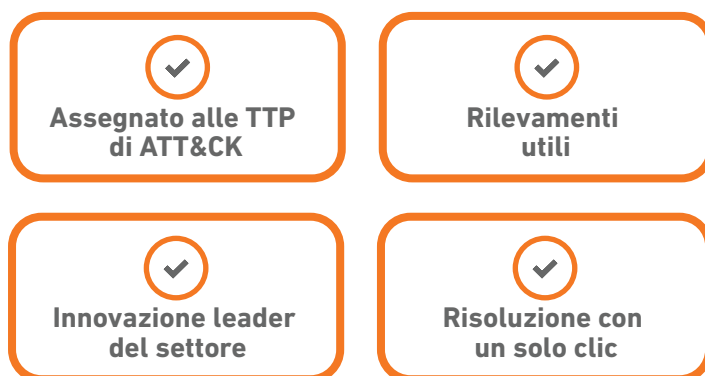 Assegnato alle TTP
di ATT&CK
Rilevamenti
utili
Innovazione leader
del settore
Risoluzione con
un solo clic